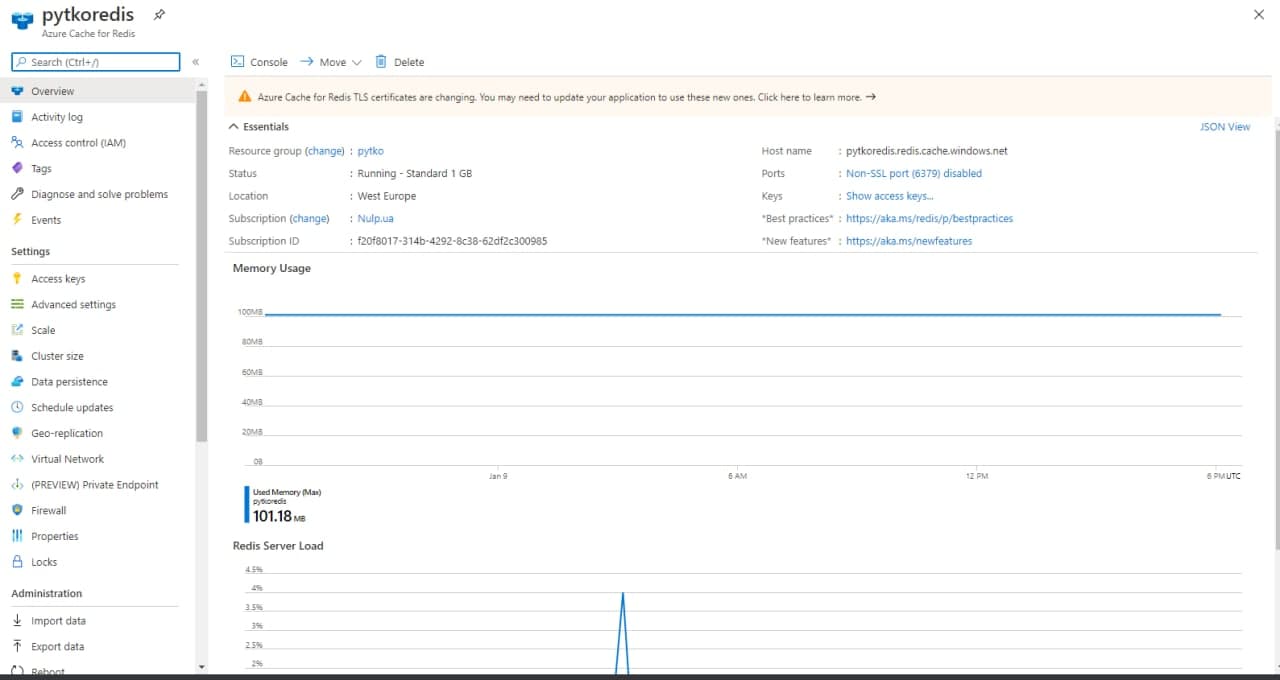 pytkoredis
Azure Cache for Redis
Search (Ctrl+/)
«
Overview
Activity log
Access control (IAM)
Tags
Diagnose and solve problems
Events
Settings
Access keys
Advanced settings
Scale
Cluster size
Data persistence
Schedule updates
Geo-replication
Virtual Network
(PREVIEW) Private Endpoint
Firewall
Properties
Locks
Administration
Import data
Export data
Reboot
Console Move Delete
Azure Cache for Redis TLS certificates are changing. You may need to update your application to use these new ones. Click here to learn more. →
Essentials
JSON View
Resource group (change) : pytko
Status : Running - Standard 1 GB
Location : West Europe
Subscription (change) : Nulp.ua
Subscription ID : f20f8017-314b-4292-8c38-62df2c300985
Host name : pytkoredis.redis.cache.windows.net
Ports : Non-SSL port (6379) disabled
Keys : Show access keys...
*Best practices* : https://aka.ms/redis/p/bestpractices
*New features* : https://aka.ms/newfeatures
Memory Usage
100MB
80MB
60MB
40MB
20MB
0B
Jan 9 6 AM 12 PM 6 PM UTC
Used Memory (Max)
pytkoredis
101.18 MB
Redis Server Load
4.5%
4%
3.5%
3%
2.5%
2%